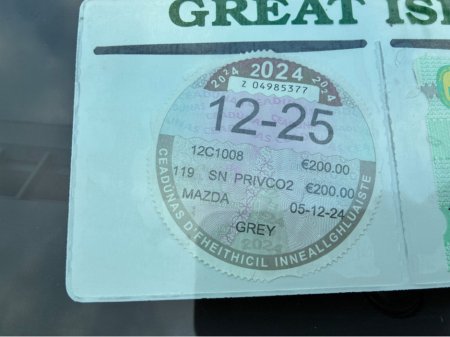 GREAT
2024 2024
Z 04985377
12-25
12C1008 €200.00
119 SN PRIVCO2 €200.00
MAZDA 05-12-24
GREY
2024
CEADÚNAS D'FHEITHICIL INNEALLGHLUAISTE